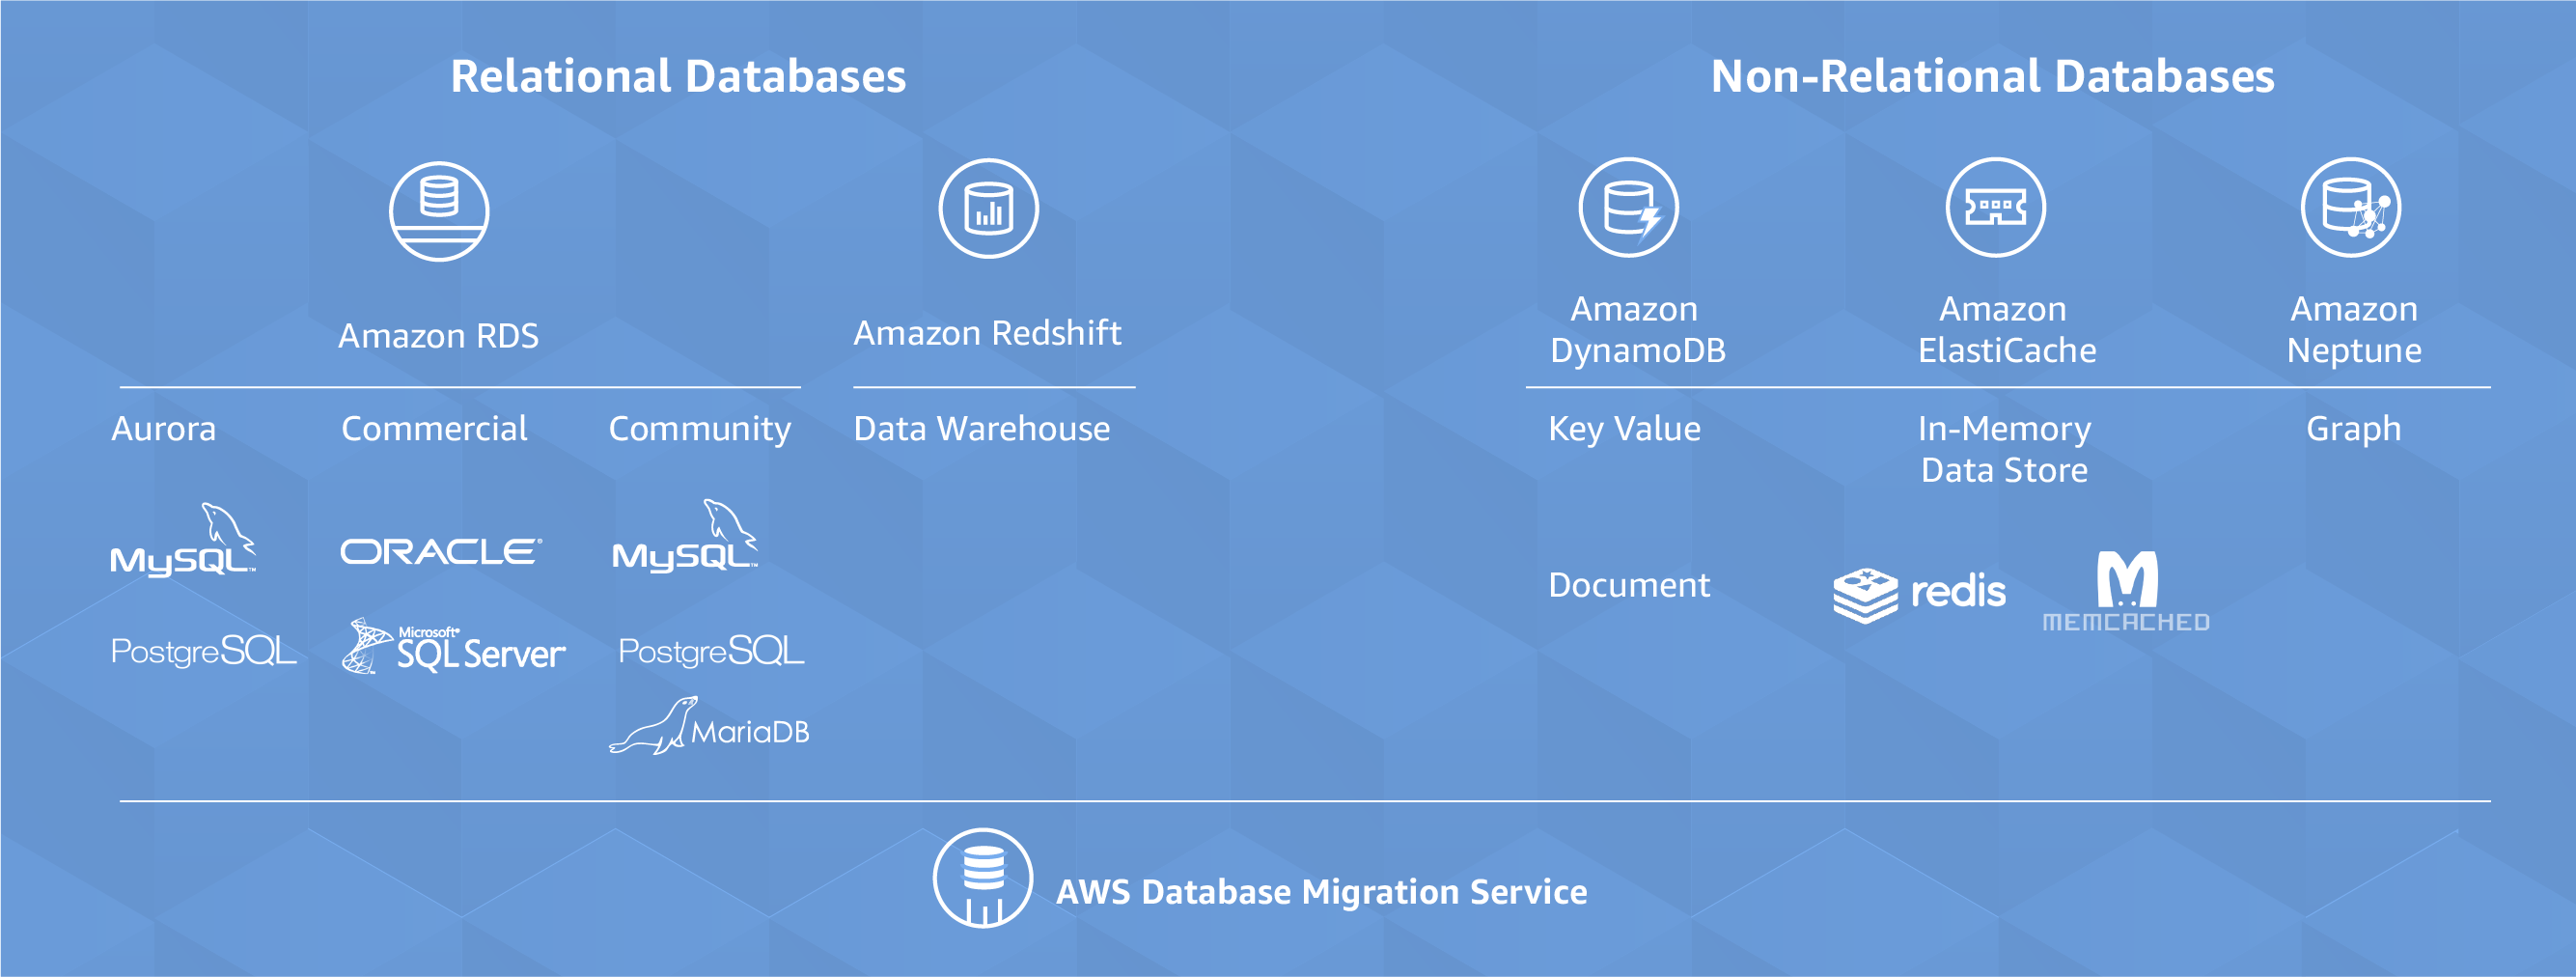 Relational Databases
Non-Relational Databases
Amazon RDS
Amazon Redshift
Amazon
DynamoDB
Amazon
ElastiCache
Amazon
Neptune
Aurora
Commercial
Community
Data Warehouse
Key Value
In-Memory
Data Store
Graph
MySQL™
ORACLE®
MySQL™
Document
redis
MEMCACHED
PostgreSQL
Microsoft®
SQL Server®
PostgreSQL
MariaDB
AWS Database Migration Service